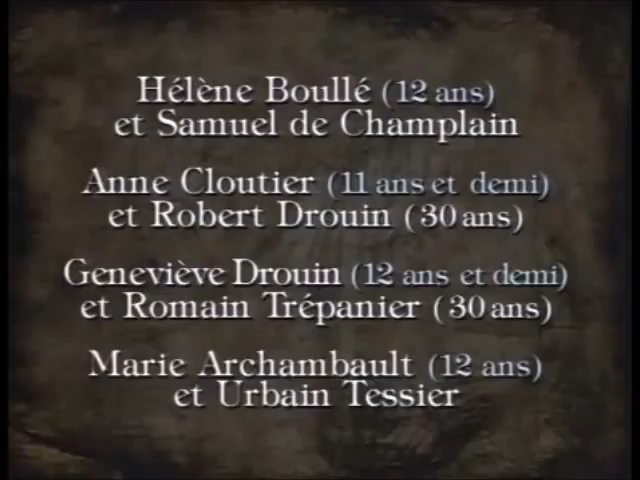 Hélène Boullé (12 ans)
et Samuel de Champlain
Anne Cloutier (11 ans et demi)
et Robert Drouin (30 ans)
Geneviève Drouin (12 ans et demi)
et Romain Trépanier (30 ans)
Marie Archambault (12 ans)
et Urbain Tessier